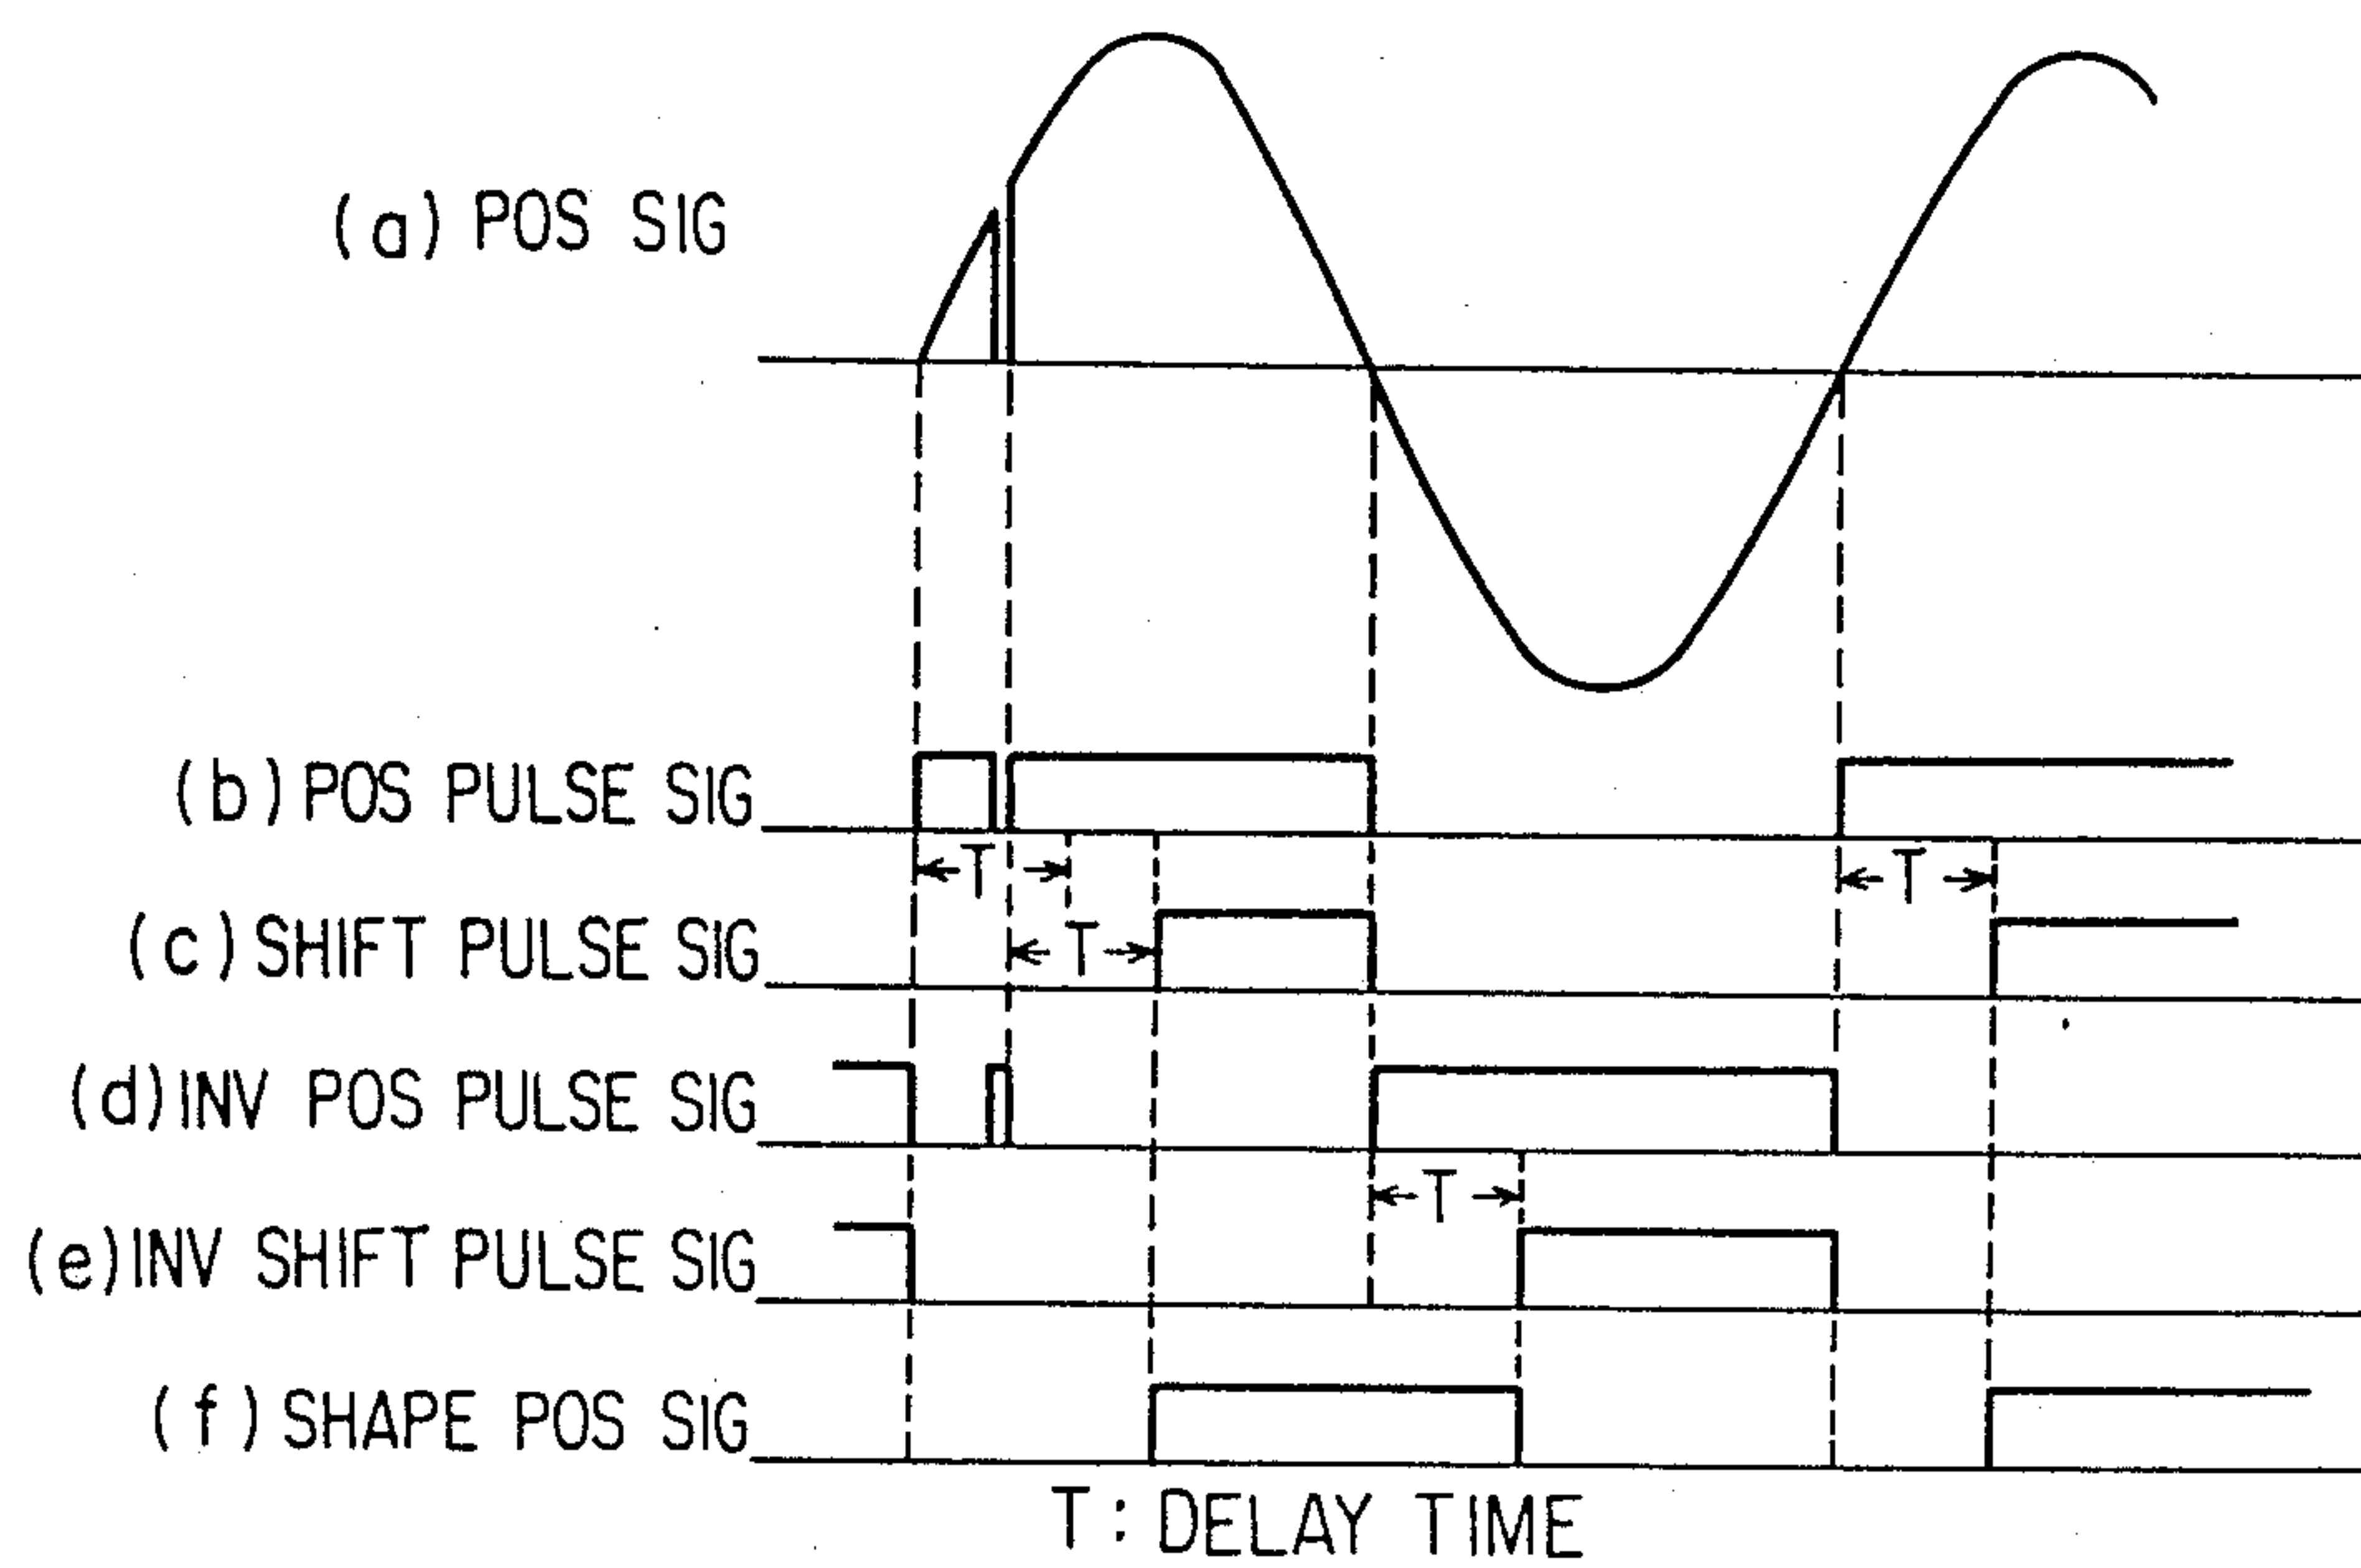 (a) POS SIG
(b) POS PULSE SIG
T
T
(c) SHIFT PULSE SIG
T
(d) INV POS PULSE SIG
T
(e) INV SHIFT PULSE SIG
(f) SHAPE POS SIG
T : DELAY TIME